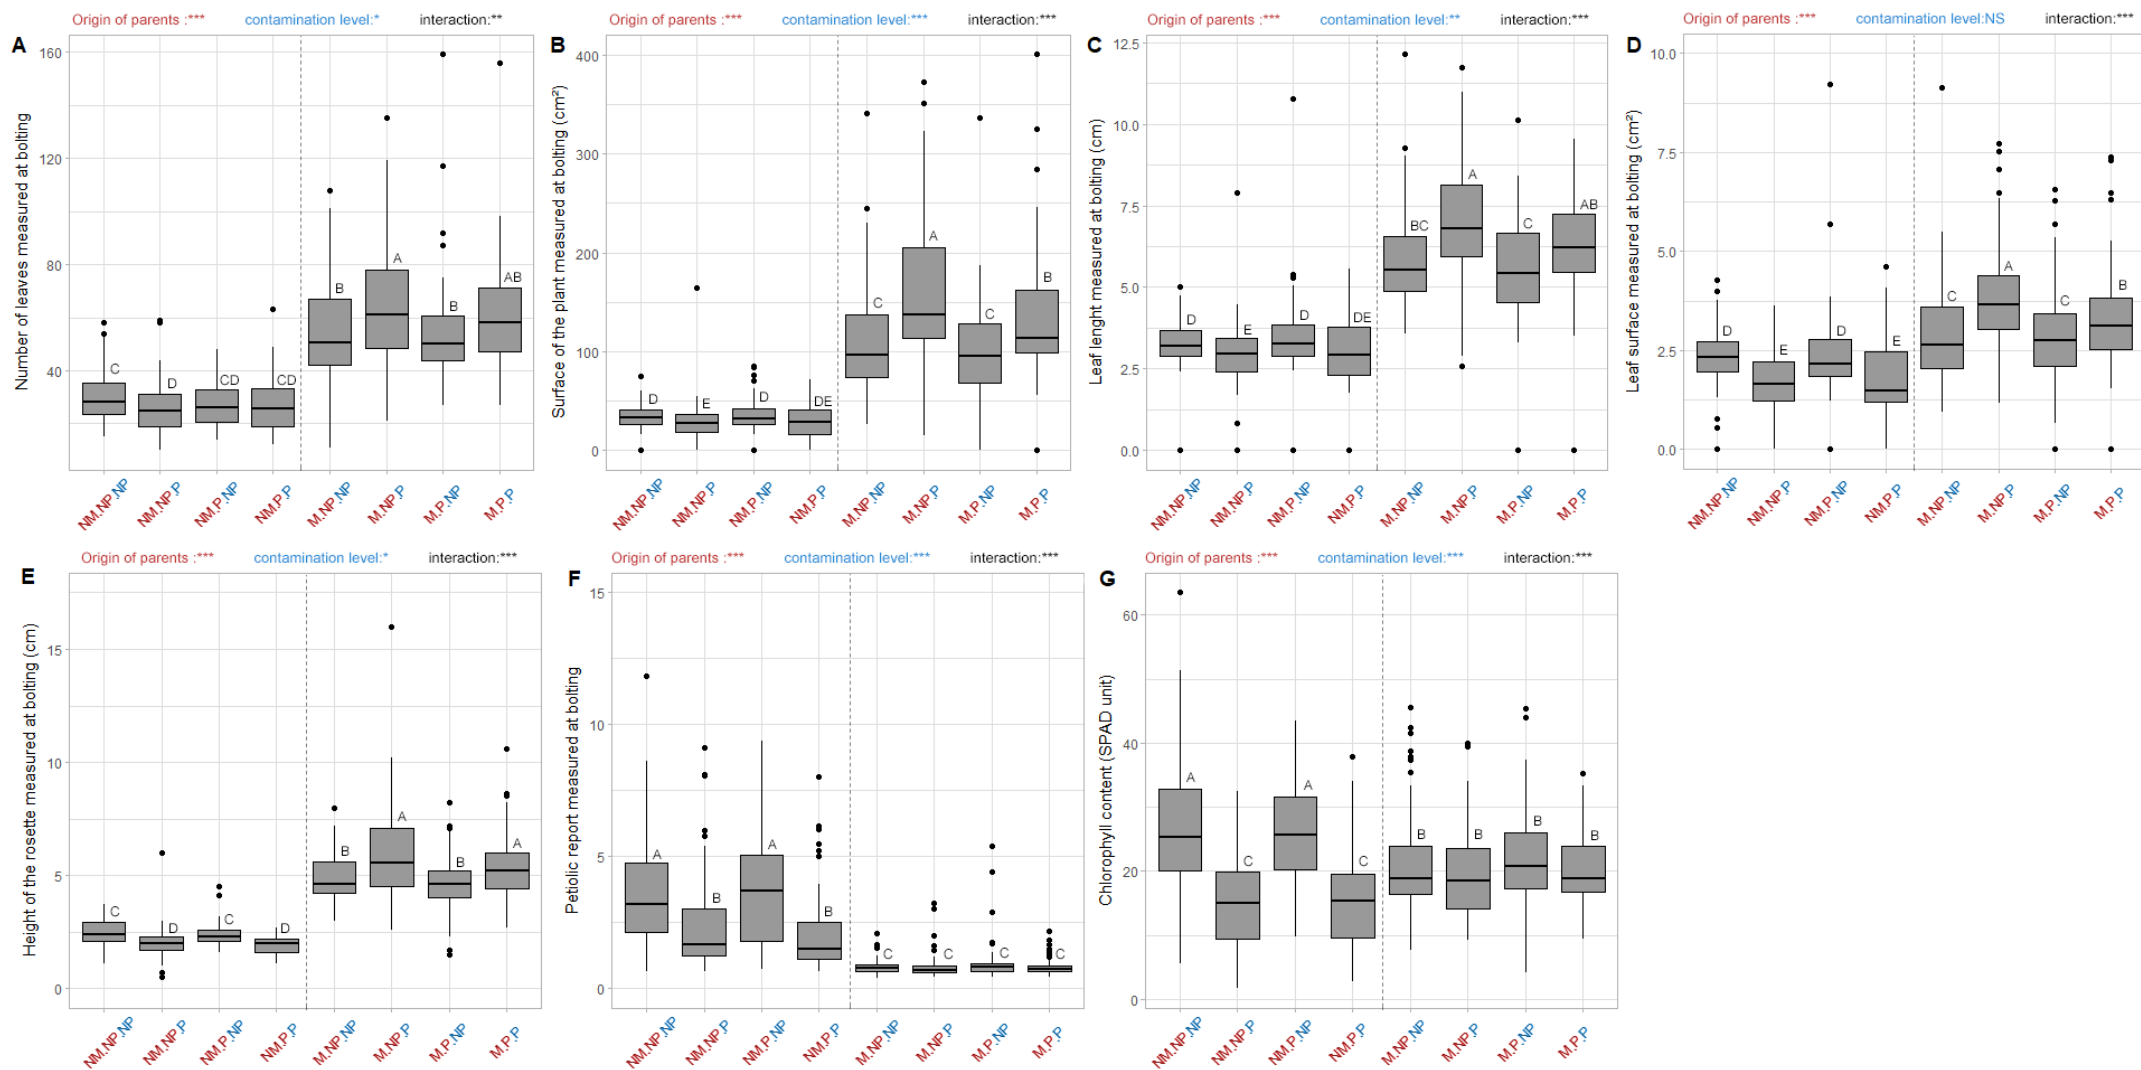 Origin of parents :*** contamination level:* interaction:**
A
Number of leaves measured at bolting
160
120
80
40
C
D
CD
CD
B
A
B
AB
NM.NP.NP
NM.NP.P
NM.P.NP
NM.P.P
M.NP.NP
M.NP.P
M.P.NP
M.P.P
Origin of parents :*** contamination level:*** interaction:***
B
Surface of the plant measured at bolting (cm²)
400
300
200
100
0
D
E
D
DE
C
A
C
B
NM.NP.NP
NM.NP.P
NM.P.NP
NM.P.P
M.NP.NP
M.NP.P
M.P.NP
M.P.P
Origin of parents :*** contamination level:** interaction:***
C
Leaf lenght measured at bolting (cm)
12.5
10.0
7.5
5.0
2.5
0.0
D
E
D
DE
BC
A
C
AB
NM.NP.NP
NM.NP.P
NM.P.NP
NM.P.P
M.NP.NP
M.NP.P
M.P.NP
M.P.P
Origin of parents :*** contamination level:NS interaction:***
D
Leaf surface measured at bolting (cm²)
10.0
7.5
5.0
2.5
0.0
D
E
D
E
C
A
C
B
NM.NP.NP
NM.NP.P
NM.P.NP
NM.P.P
M.NP.NP
M.NP.P
M.P.NP
M.P.P
Origin of parents :*** contamination level:* interaction:***
E
Height of the rosette measured at bolting (cm)
15
10
5
0
C
D
C
D
B
A
B
A
NM.NP.NP
NM.NP.P
NM.P.NP
NM.P.P
M.NP.NP
M.NP.P
M.P.NP
M.P.P
Origin of parents :*** contamination level:*** interaction:***
F
Petiolic report measured at bolting
15
10
5
0
A
B
A
B
C
C
C
C
NM.NP.NP
NM.NP.P
NM.P.NP
NM.P.P
M.NP.NP
M.NP.P
M.P.NP
M.P.P
Origin of parents :*** contamination level:*** interaction:***
G
Chlorophyll content (SPAD unit)
60
40
20
0
A
C
A
C
B
B
B
B
NM.NP.NP
NM.NP.P
NM.P.NP
NM.P.P
M.NP.NP
M.NP.P
M.P.NP
M.P.P